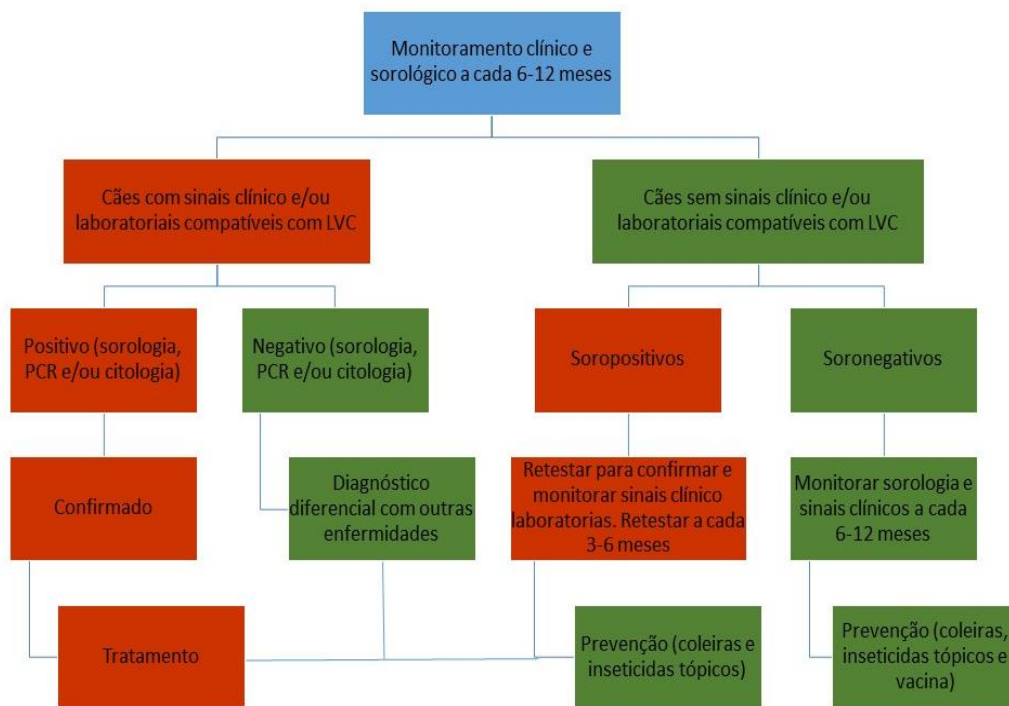 Monitoramento clínico e
sorológico a cada 6-12 meses
Cães com sinais clínico e/ou
laboratoriais compatíveis com LVC
Cães sem sinais clínico e/ou
laboratoriais compatíveis com LVC
Positivo (sorologia,
PCR e/ou citologia)
Negativo (sorologia,
PCR e/ou citologia)
Soropositivos
Soronegativos
Confirmado
Diagnóstico
diferencial com outras
enfermidades
Retestar para confirmar e
monitorar sinais clínico
laboratorias. Retestar a cada
3-6 meses
Monitorar sorologia e
sinais clínicos a cada
6-12 meses
Tratamento
Prevenção (coleiras e
inseticidas tópicos)
Prevenção (coleiras,
inseticidas tópicos e
vacina)